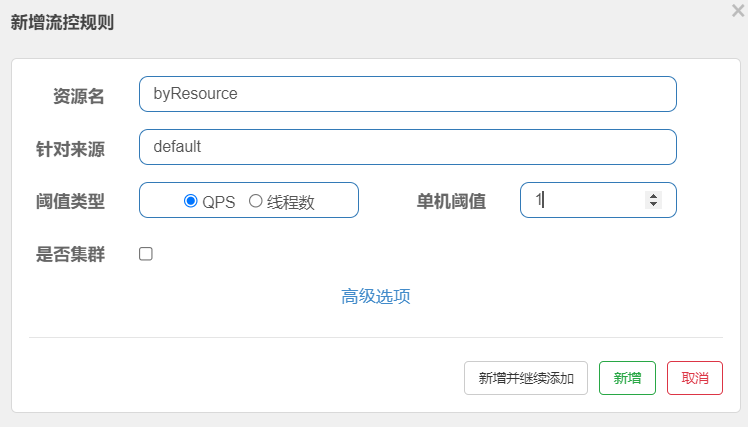 新增流控规则
资源名 byResource
针对来源 default
阈值类型 QPS 线程数 单机阈值 1
是否集群
高级选项
新增并继续添加 新增 取消